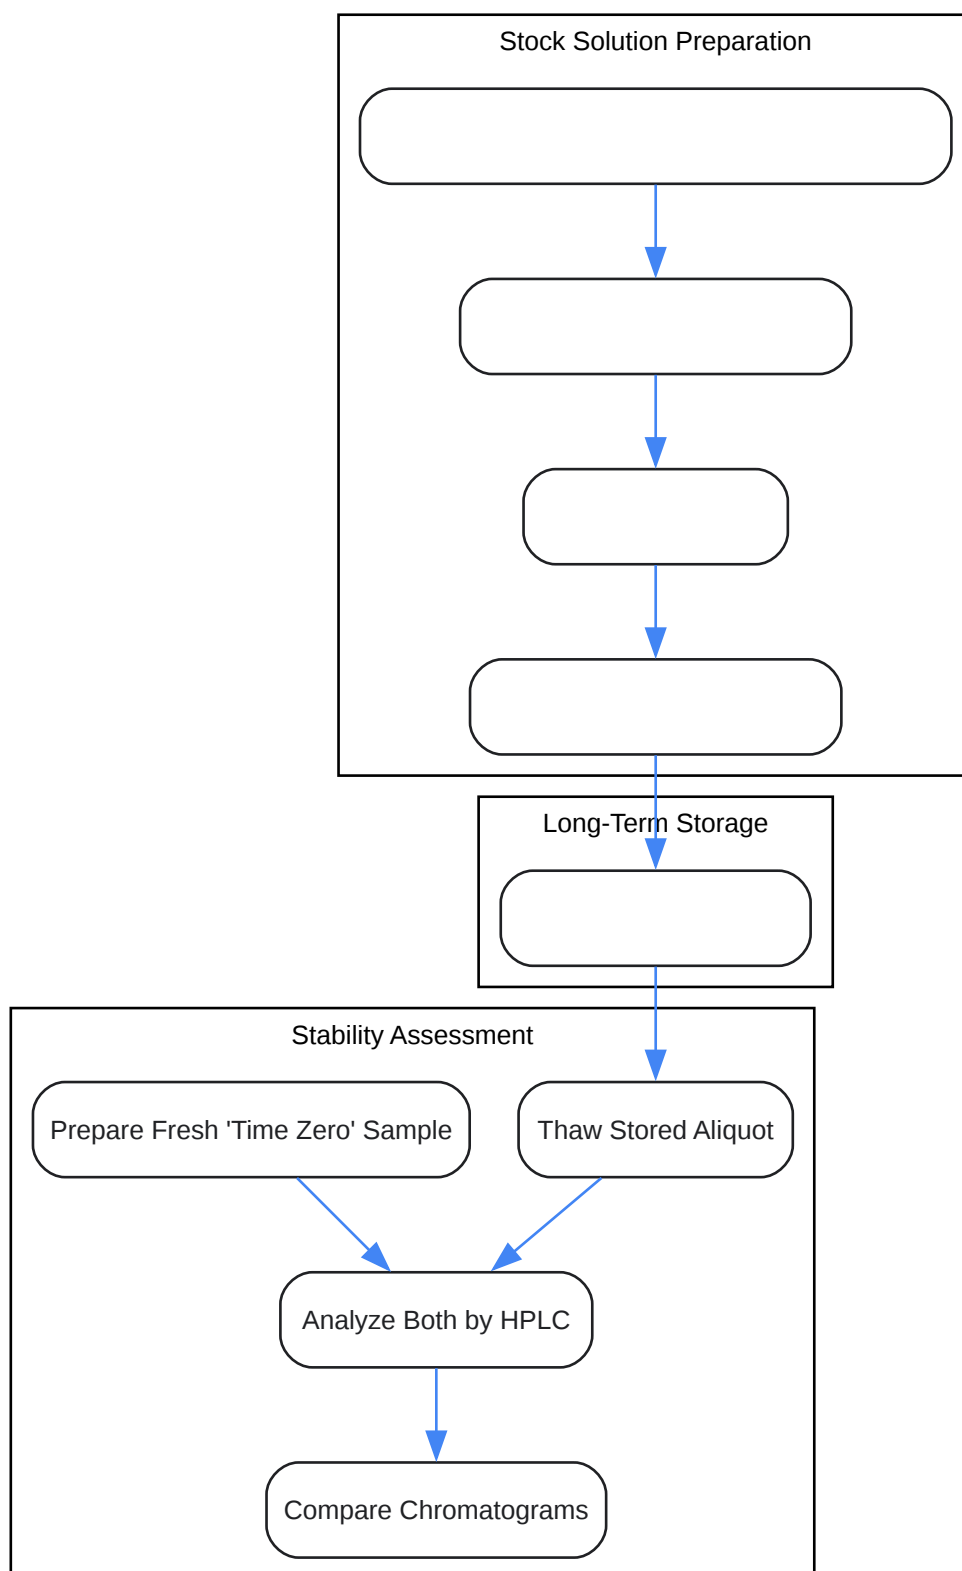 Stock Solution Preparation
Long-Term Storage
Stability Assessment
Prepare Fresh 'Time Zero' Sample
Thaw Stored Aliquot
Analyze Both by HPLC
Compare Chromatograms